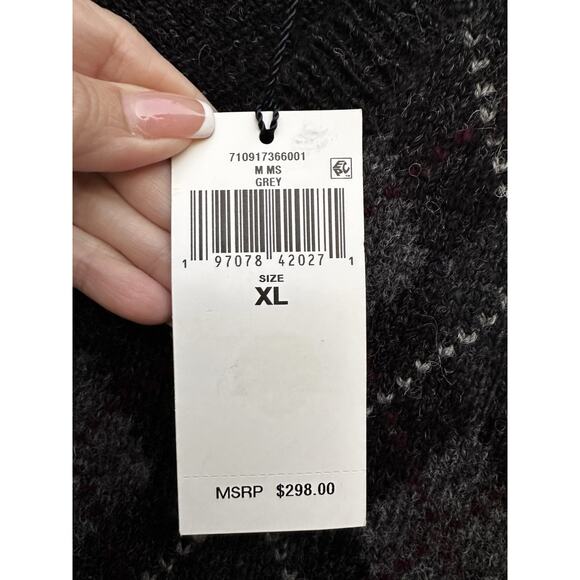 710917366001
M MS
GREY
1 97078 42027 1
SIZE
XL
MSRP $298.00